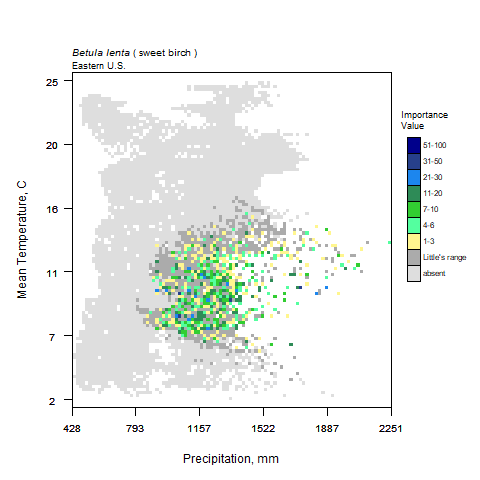 Betula lenta ( sweet birch )
Eastern U.S.
Importance
Value
51-100
31-50
21-30
11-20
7-10
4-6
1-3
Little's range
absent
25
20
16
11
7
2
Mean Temperature, C
428 793 1157 1522 1887 2251
Precipitation, mm